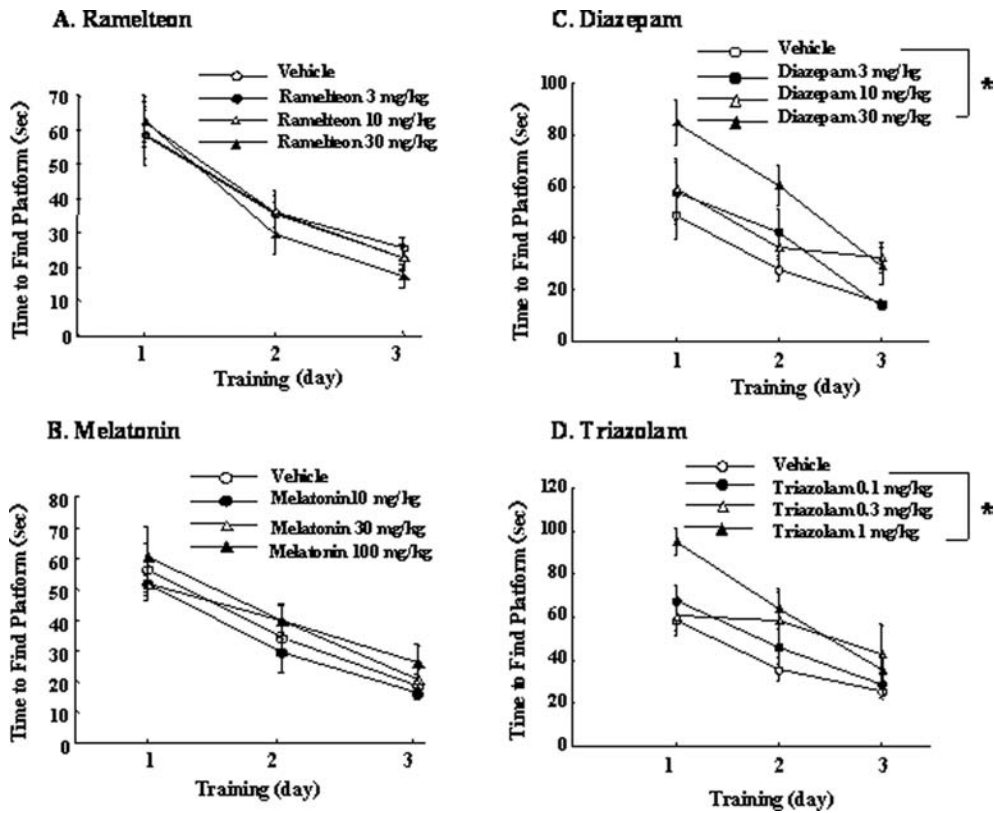 A. Ramelteon
Vehicle
Ramelteon 3 mg/kg
Ramelteon 10 mg/kg
Ramelteon 30 mg/kg
Time to Find Platform (sec)
70
60
50
40
30
20
10
0
1 2 3
Training (day)
C. Diazepam
Vehicle
Diazepam 3 mg/kg
Diazepam 10 mg/kg
Diazepam 30 mg/kg
*
Time to Find Platform (sec)
100
80
60
40
20
0
1 2 3
Training (day)
B. Melatonin
Vehicle
Melatonin10 mg/kg
Melatonin 30 mg/kg
Melatonin 100 mg/kg
Time to Find Platform (sec)
80
70
60
50
40
30
20
10
0
1 2 3
Training (day)
D. Triazolam
Vehicle
Triazolam 0.1 mg/kg
Triazolam 0.3 mg/kg
Triazolam 1 mg/kg
*
Time to Find Platform (sec)
120
100
80
60
40
20
0
1 2 3
Training (day)